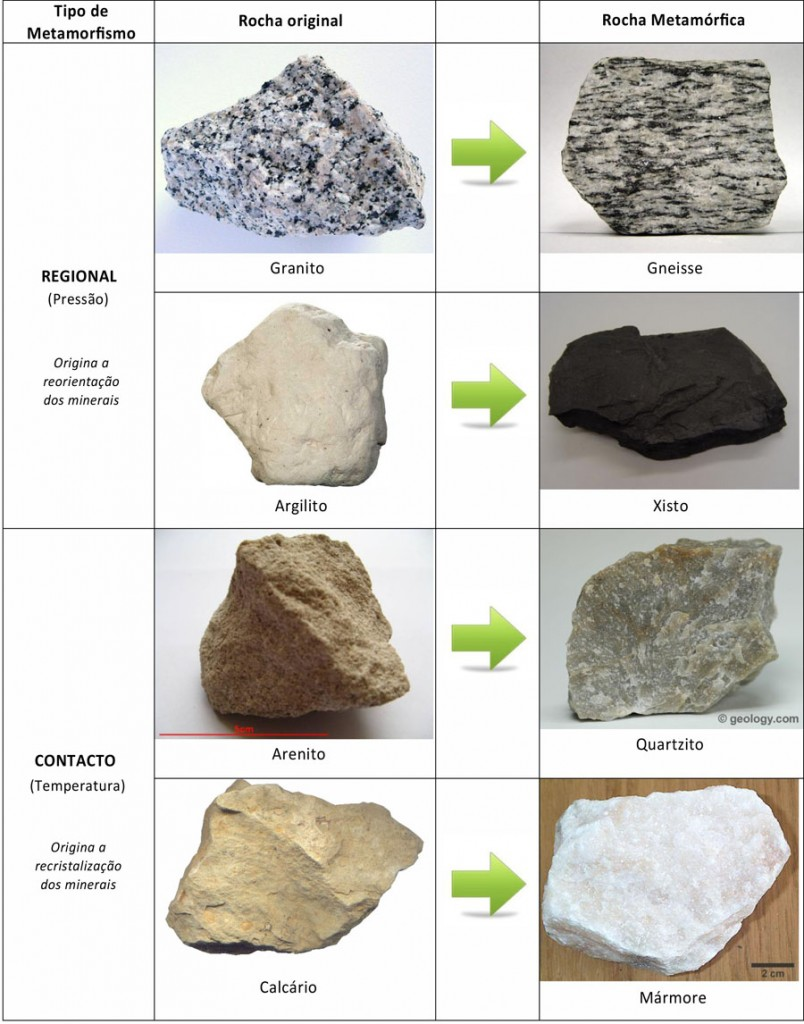 Tipo de
Metamorfismo
Rocha original
Rocha Metamórfica
REGIONAL
(Pressão)
Origina a
reorientação
dos minerais
Granito
Gneisse
Argilito
Xisto
CONTACTO
(Temperatura)
Origina a
recristalização
dos minerais
Arenito
© geology.com
Quartzito
Calcário
2 cm
Mármore